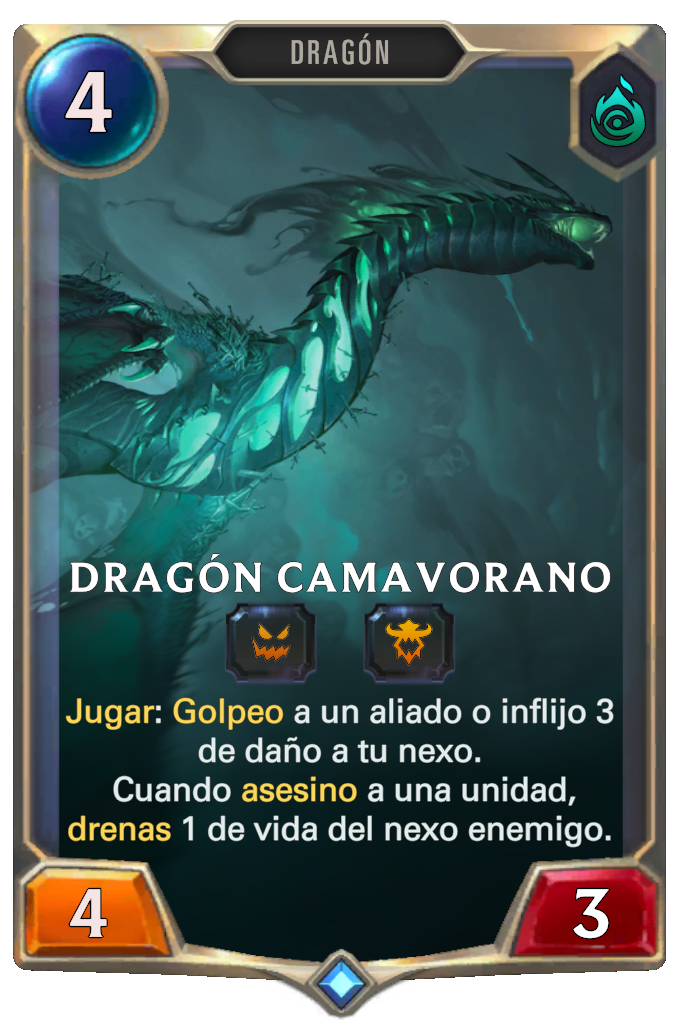 DRAGÓN
4
DRAGÓN CAMAVORANO
Jugar: Golpeo a un aliado o inflijo 3
de daño a tu nexo.
Cuando asesino a una unidad,
drenas 1 de vida del nexo enemigo.
4
3